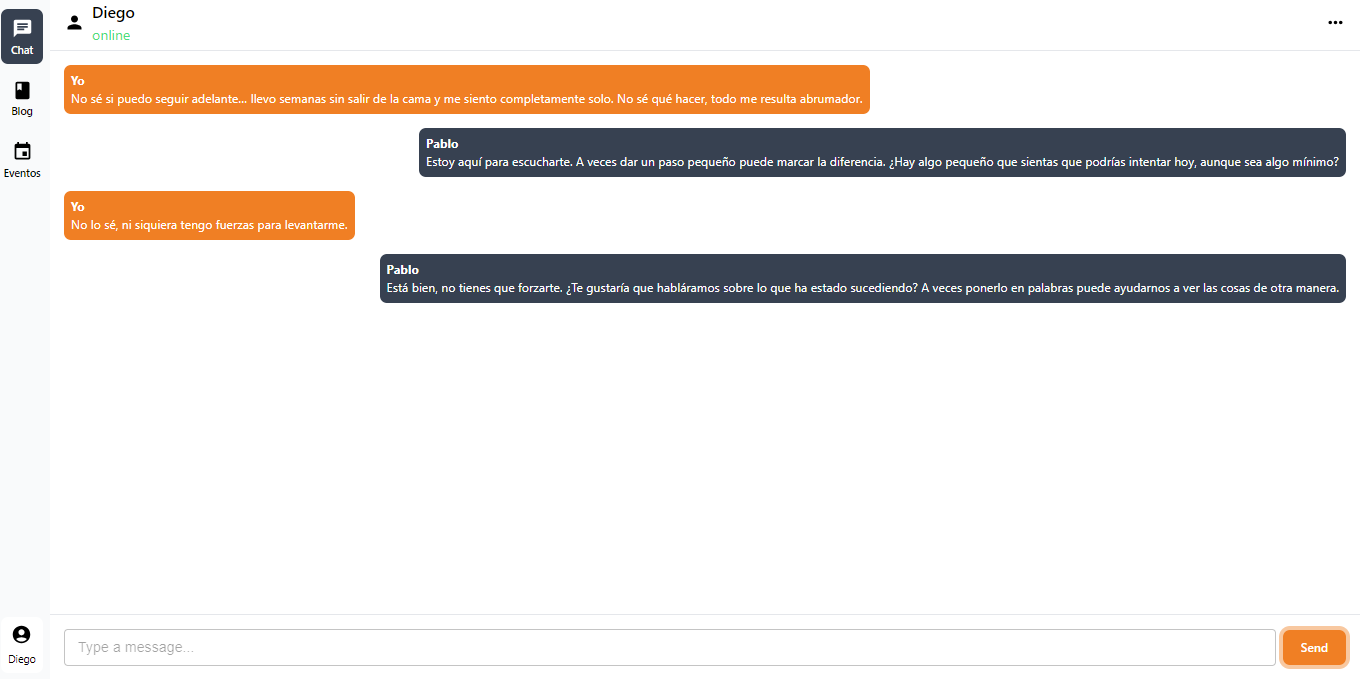 Chat
Blog
Eventos
Diego
Diego
online
Yo
No sé si puedo seguir adelante... llevo semanas sin salir de la cama y me siento completamente solo. No sé qué hacer, todo me resulta abrumador.
Pablo
Estoy aquí para escucharte. A veces dar un paso pequeño puede marcar la diferencia. ¿Hay algo pequeño que sientas que podrías intentar hoy, aunque sea algo mínimo?
Yo
No lo sé, ni siquiera tengo fuerzas para levantarme.
Pablo
Está bien, no tienes que forzarte. ¿Te gustaría que habláramos sobre lo que ha estado sucediendo? A veces ponerlo en palabras puede ayudarnos a ver las cosas de otra manera.
Type a message...
Send